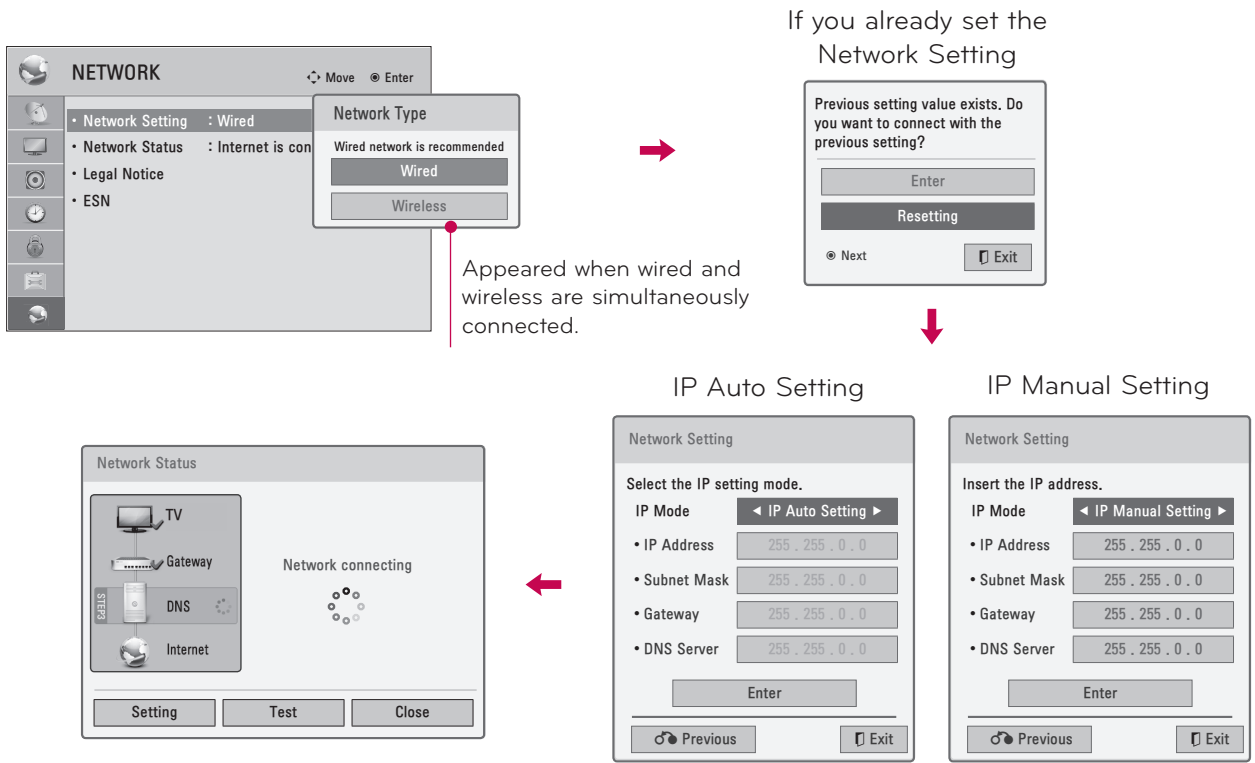 If you already set the
Network Setting
NETWORK
Move
Enter
• Network Setting : Wired
• Network Status : Internet is con
• Legal Notice
• ESN
Network Type
Wired network is recommended
Wired
Wireless
Appeared when wired and
wireless are simultaneously
connected.
Previous setting value exists. Do
you want to connect with the
previous setting?
Enter
Resetting
Next
Exit
IP Auto Setting
Network Setting
Select the IP setting mode.
IP Mode ◄ IP Auto Setting ►
• IP Address 255 . 255 . 0 . 0
• Subnet Mask 255 . 255 . 0 . 0
• Gateway 255 . 255 . 0 . 0
• DNS Server 255 . 255 . 0 . 0
Enter
Previous
Exit
IP Manual Setting
Network Setting
Insert the IP address.
IP Mode ◄ IP Manual Setting ►
• IP Address 255 . 255 . 0 . 0
• Subnet Mask 255 . 255 . 0 . 0
• Gateway 255 . 255 . 0 . 0
• DNS Server 255 . 255 . 0 . 0
Enter
Previous
Exit
Network Status
TV
Gateway
STEP3
DNS
Internet
Network connecting
Setting
Test
Close